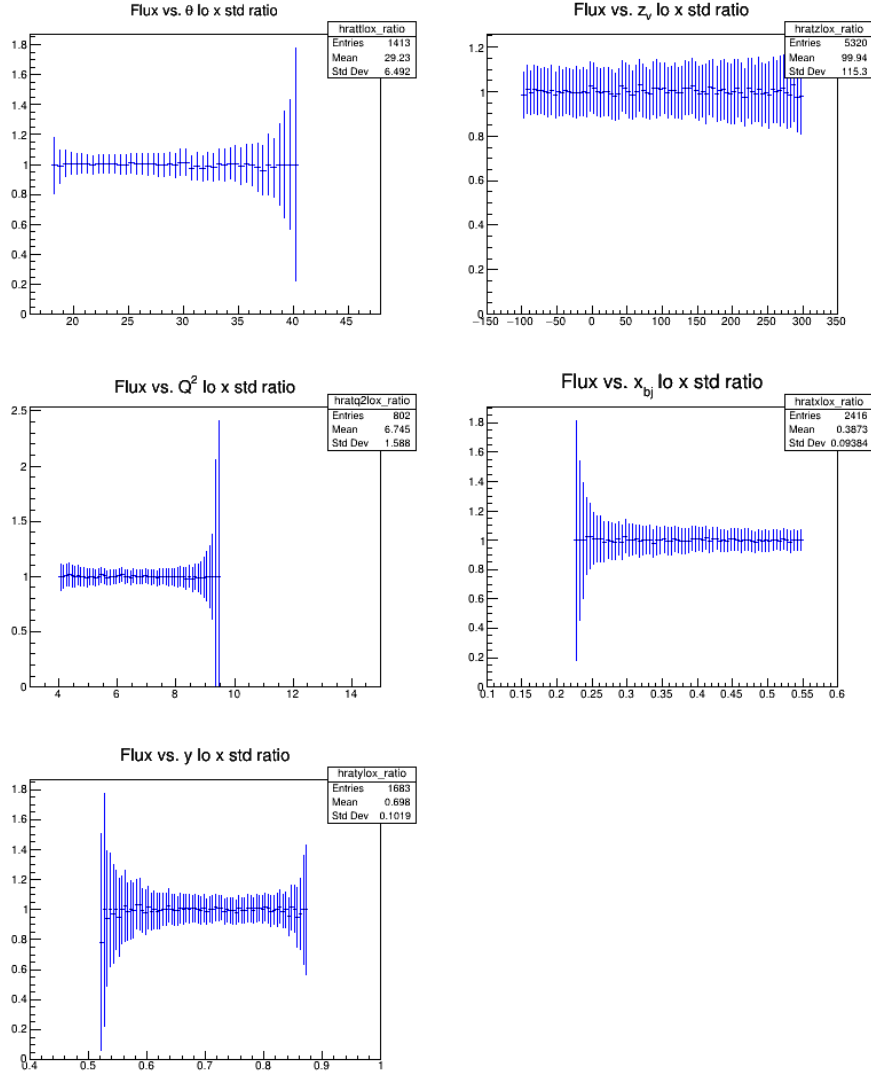 Flux vs. θ lo x std ratio
hrattlox_ratio
Entries 1413
Mean 29.23
Std Dev 6.492
1.8
1.6
1.4
1.2
1
0.8
0.6
0.4
0.2
0
20 25 30 35 40 45
Flux vs. z_v lo x std ratio
hratzlox_ratio
Entries 5320
Mean 99.94
Std Dev 115.3
1.2
1
0.8
0.6
0.4
0.2
0
−150 −100 −50 0 50 100 150 200 250 300 350
Flux vs. Q² lo x std ratio
hratq2lox_ratio
Entries 802
Mean 6.745
Std Dev 1.588
2.5
2
1.5
1
0.5
0
4 6 8 10 12 14
Flux vs. x_bj lo x std ratio
hratxlox_ratio
Entries 2416
Mean 0.3873
Std Dev 0.09384
1.8
1.6
1.4
1.2
1
0.8
0.6
0.4
0.2
0
0.1 0.15 0.2 0.25 0.3 0.35 0.4 0.45 0.5 0.55 0.6
Flux vs. y lo x std ratio
hratylox_ratio
Entries 1683
Mean 0.698
Std Dev 0.1019
1.8
1.6
1.4
1.2
1
0.8
0.6
0.4
0.2
0
0.4 0.5 0.6 0.7 0.8 0.9 1